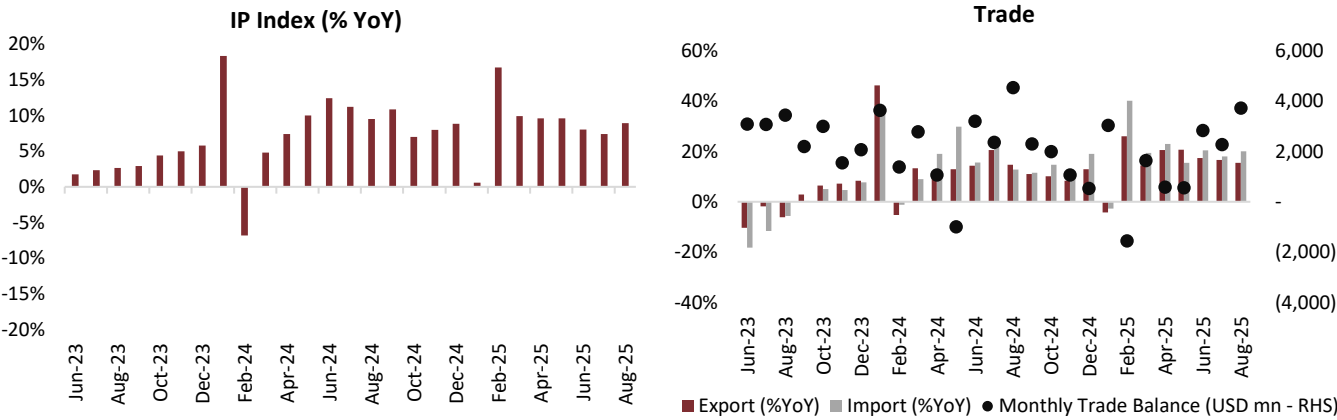 IP Index (% YoY)
20%
15%
10%
5%
0%
-5%
-10%
-15%
-20%
Jun-23
Aug-23
Oct-23
Dec-23
Feb-24
Apr-24
Jun-24
Aug-24
Oct-24
Dec-24
Feb-25
Apr-25
Jun-25
Aug-25
Trade
60%
40%
20%
0%
-20%
-40%
6,000
4,000
2,000
-
(2,000)
(4,000)
Jun-23
Aug-23
Oct-23
Dec-23
Feb-24
Apr-24
Jun-24
Aug-24
Oct-24
Dec-24
Feb-25
Apr-25
Jun-25
Aug-25
Export (%YoY) Import (%YoY) Monthly Trade Balance (USD mn - RHS)